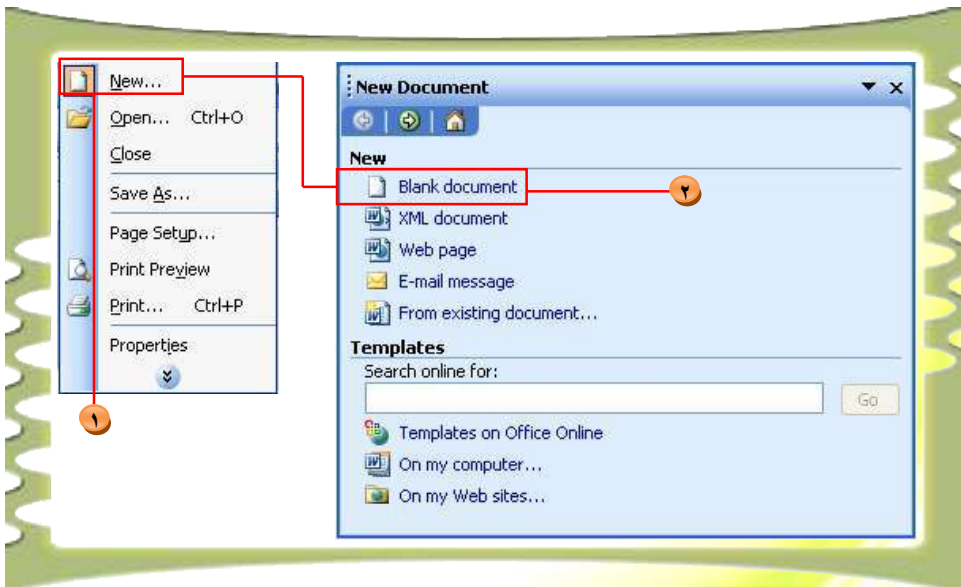 New...
Open... Ctrl+O
Close
Save As...
Page Setup...
Print Preview
Print... Ctrl+P
Properties
١
New Document
New
Blank document
٢
XML document
Web page
E-mail message
From existing document...
Templates
Search online for:
Go
Templates on Office Online
On my computer...
On my Web sites...